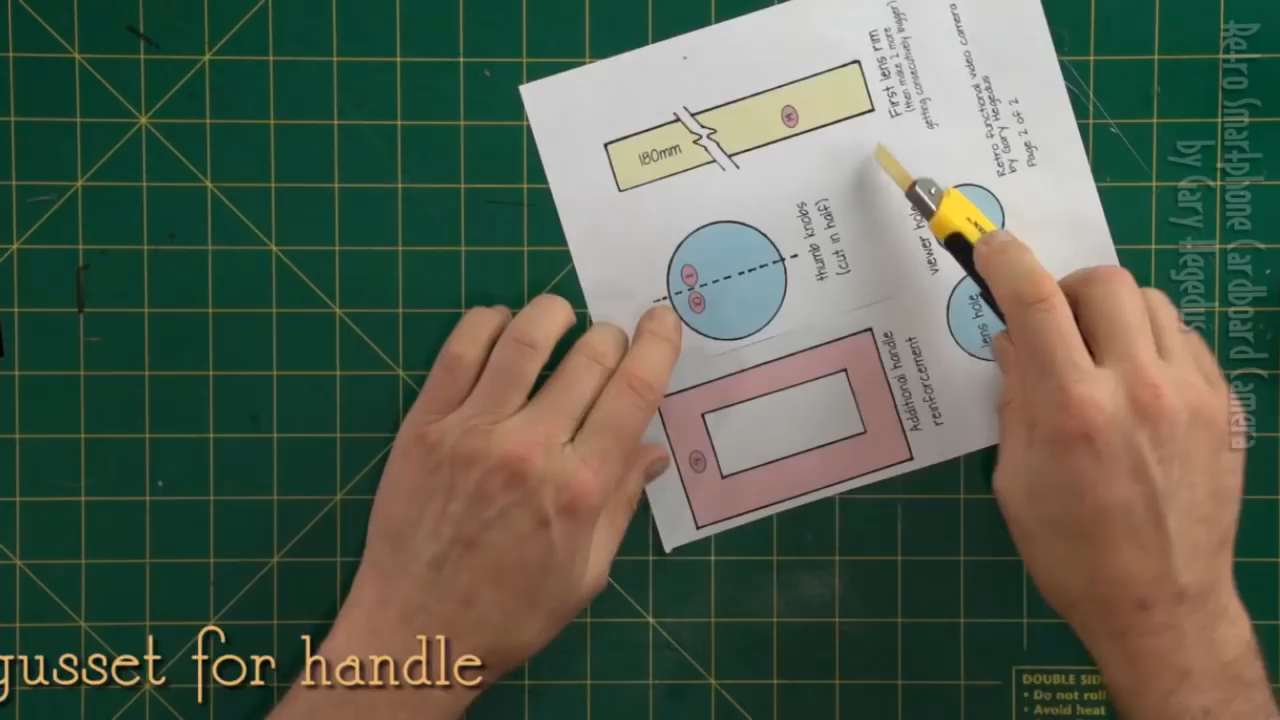 First lens rim
(then make 2 more
getting consecutively bigger)
Retro functional video camera
by Gary Hegedus
Page 2 of 2
180mm
thumb knobs
(cut in half)
viewer hole
lens hole
Additional handle
reinforcement
Retro Smartphone Cardboard Camera
by Gary Hegedus
gusset for handle
DOUBLE SID
• Do not roll
• Avoid heat